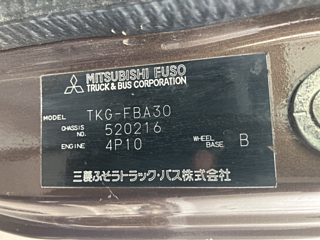 MITSUBISHI FUSO
TRUCK & BUS CORPORATION
MODEL TKG-FBA30
CHASSIS NO. 520216
ENGINE 4P10 WHEEL BASE B
三菱ふそうトラック・バス株式会社